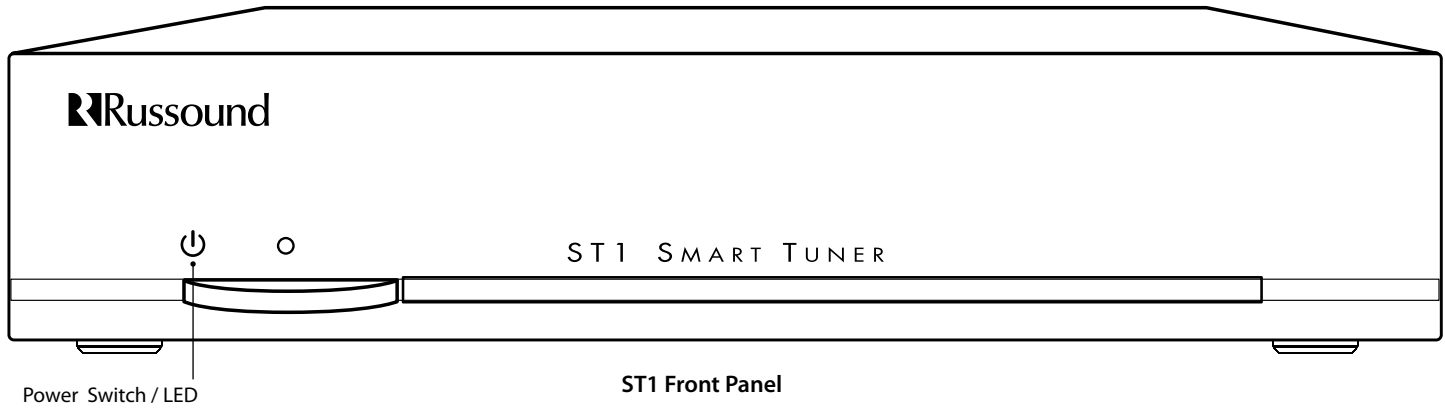 Russound
ST1 SMART TUNER
Power Switch / LED
ST1 Front Panel